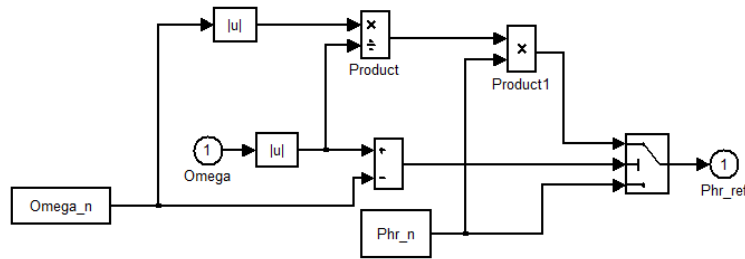 |u|
×
÷
Product
×
Product1
1
Omega
|u|
+
−
1
Phr_ref
Omega_n
Phr_n